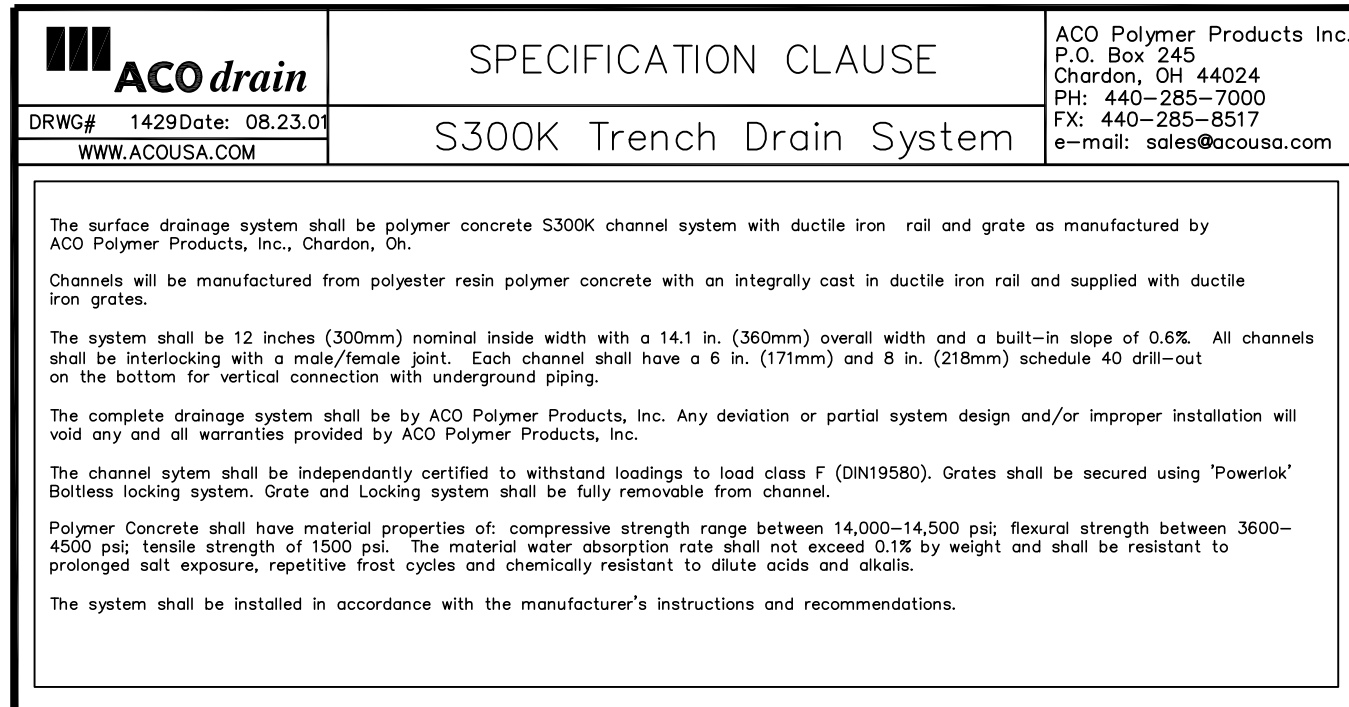 ACO drain
SPECIFICATION CLAUSE
ACO Polymer Products Inc.
P.O. Box 245
Chardon, OH 44024
PH: 440-285-7000
FX: 440-285-8517
e-mail: sales@acousa.com
DRWG# 1429Date: 08.23.01
WWW.ACOUSA.COM
S300K Trench Drain System
The surface drainage system shall be polymer concrete S300K channel system with ductile iron rail and grate as manufactured by
ACO Polymer Products, Inc., Chardon, Oh.
Channels will be manufactured from polyester resin polymer concrete with an integrally cast in ductile iron rail and supplied with ductile
iron grates.
The system shall be 12 inches (300mm) nominal inside width with a 14.1 in. (360mm) overall width and a built-in slope of 0.6%. All channels
shall be interlocking with a male/female joint. Each channel shall have a 6 in. (171mm) and 8 in. (218mm) schedule 40 drill-out
on the bottom for vertical connection with underground piping.
The complete drainage system shall be by ACO Polymer Products, Inc. Any deviation or partial system design and/or improper installation will
void any and all warranties provided by ACO Polymer Products, Inc.
The channel sytem shall be independantly certified to withstand loadings to load class F (DIN19580). Grates shall be secured using 'Powerlok'
Boltless locking system. Grate and Locking system shall be fully removable from channel.
Polymer Concrete shall have material properties of: compressive strength range between 14,000-14,500 psi; flexural strength between 3600-
4500 psi; tensile strength of 1500 psi. The material water absorption rate shall not exceed 0.1% by weight and shall be resistant to
prolonged salt exposure, repetitive frost cycles and chemically resistant to dilute acids and alkalis.
The system shall be installed in accordance with the manufacturer's instructions and recommendations.